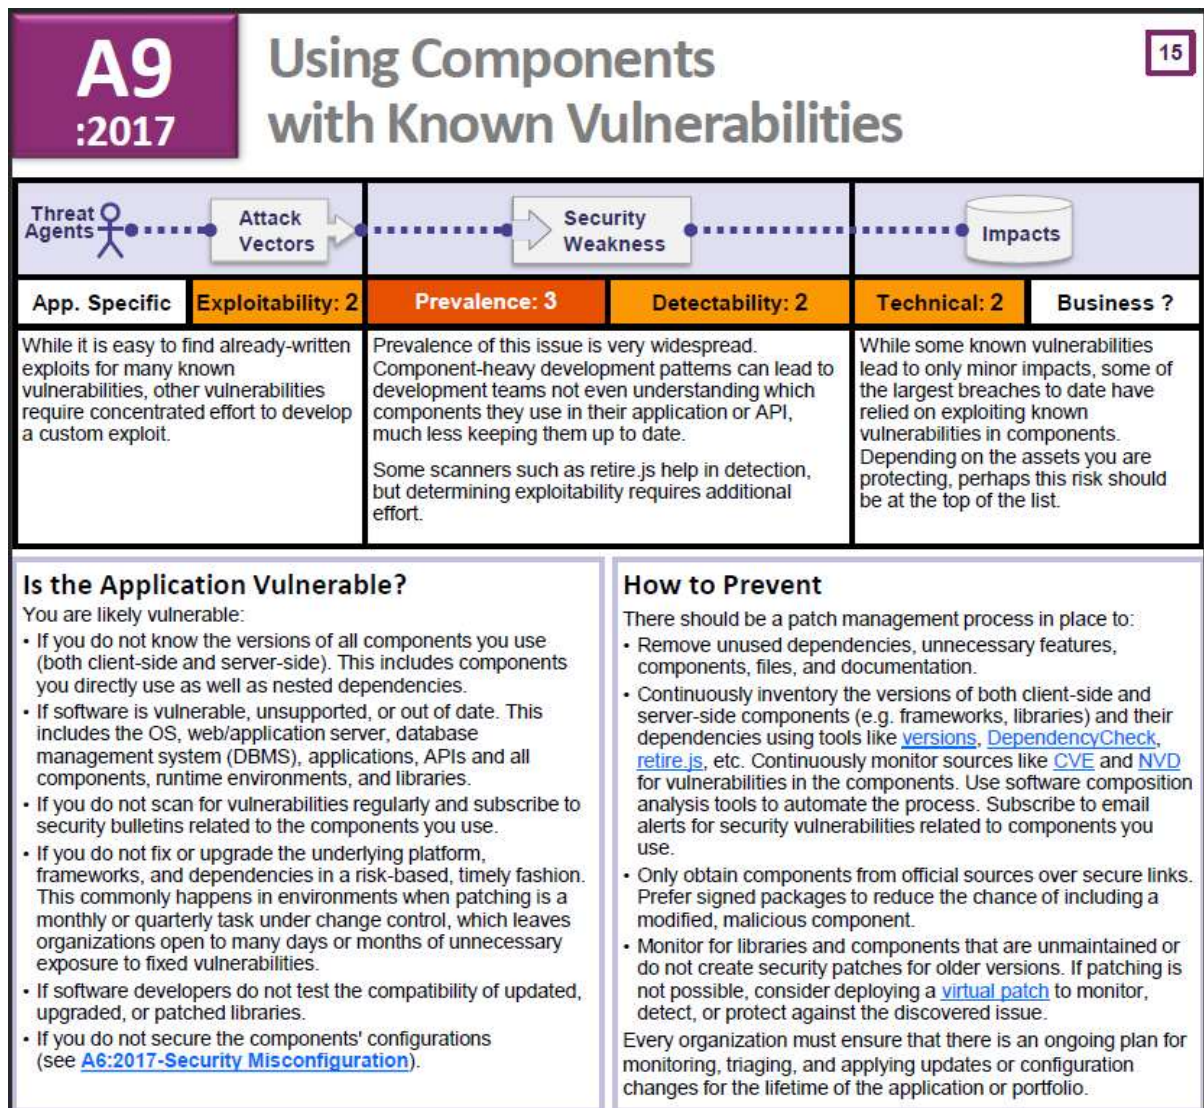 A9
:2017
Using Components
with Known Vulnerabilities
15
Threat
Agents
Attack
Vectors
Security
Weakness
Impacts
App. Specific
Exploitability: 2
Prevalence: 3
Detectability: 2
Technical: 2
Business ?
While it is easy to find already-written
exploits for many known
vulnerabilities, other vulnerabilities
require concentrated effort to develop
a custom exploit.
Prevalence of this issue is very widespread.
Component-heavy development patterns can lead to
development teams not even understanding which
components they use in their application or API,
much less keeping them up to date.
Some scanners such as retire.js help in detection,
but determining exploitability requires additional
effort.
While some known vulnerabilities
lead to only minor impacts, some of
the largest breaches to date have
relied on exploiting known
vulnerabilities in components.
Depending on the assets you are
protecting, perhaps this risk should
be at the top of the list.
Is the Application Vulnerable?
You are likely vulnerable:
• If you do not know the versions of all components you use
(both client-side and server-side). This includes components
you directly use as well as nested dependencies.
• If software is vulnerable, unsupported, or out of date. This
includes the OS, web/application server, database
management system (DBMS), applications, APIs and all
components, runtime environments, and libraries.
• If you do not scan for vulnerabilities regularly and subscribe to
security bulletins related to the components you use.
• If you do not fix or upgrade the underlying platform,
frameworks, and dependencies in a risk-based, timely fashion.
This commonly happens in environments when patching is a
monthly or quarterly task under change control, which leaves
organizations open to many days or months of unnecessary
exposure to fixed vulnerabilities.
• If software developers do not test the compatibility of updated,
upgraded, or patched libraries.
• If you do not secure the components' configurations
(see A6:2017-Security Misconfiguration).
How to Prevent
There should be a patch management process in place to:
• Remove unused dependencies, unnecessary features,
components, files, and documentation.
• Continuously inventory the versions of both client-side and
server-side components (e.g. frameworks, libraries) and their
dependencies using tools like versions, DependencyCheck,
retire.js, etc. Continuously monitor sources like CVE and NVD
for vulnerabilities in the components. Use software composition
analysis tools to automate the process. Subscribe to email
alerts for security vulnerabilities related to components you
use.
• Only obtain components from official sources over secure links.
Prefer signed packages to reduce the chance of including a
modified, malicious component.
• Monitor for libraries and components that are unmaintained or
do not create security patches for older versions. If patching is
not possible, consider deploying a virtual patch to monitor,
detect, or protect against the discovered issue.
Every organization must ensure that there is an ongoing plan for
monitoring, triaging, and applying updates or configuration
changes for the lifetime of the application or portfolio.